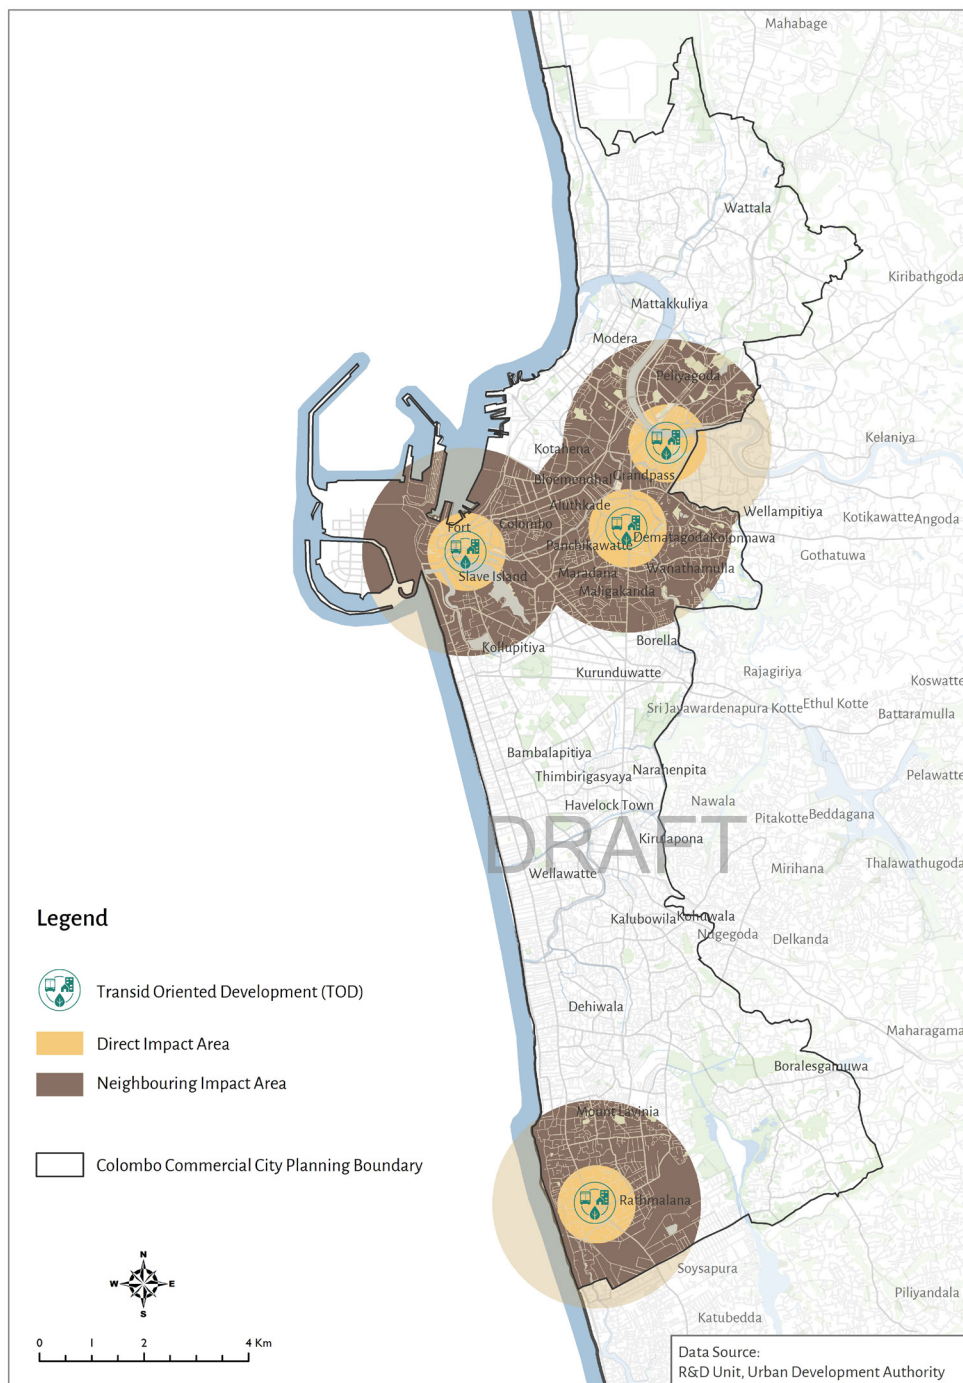 Mahabage
Wattala
Kiribathgoda
Mattakkuliya
Modera
Peliyagoda
Kelaniya
Kotahena
Grandpass
Bloemendhal
Aluthkade
Wellampitiya
Kotikawatte
Angoda
Fort
Colombo
Dematagoda
Kolonnawa
Panchikawatte
Gothatuwa
Slave Island
Maradana
Wanathamulla
Maligakanda
Kollupitiya
Borella
Kurunduwatte
Rajagiriya
Koswatte
Sri Jayawardenapura Kotte
Ethul Kotte
Battaramulla
Bambalapitiya
Thimbirigasyaya
Narahenpita
Pelawatte
Havelock Town
Nawala
Pitakotte
Beddagana
DRAFT
Kirulapona
Wellawatte
Mirihana
Thalawathugoda
Kalubowila
Kohuwala
Nugegoda
Delkanda
Dehiwala
Maharagama
Boralesgamuwa
Mount Lavinia
Rathmalana
Soysapura
Piliyandala
Katubedda
Legend
Transid Oriented Development (TOD)
Direct Impact Area
Neighbouring Impact Area
Colombo Commercial City Planning Boundary
N
W E
S
0 1 2 4 Km
Data Source:
R&D Unit, Urban Development Authority